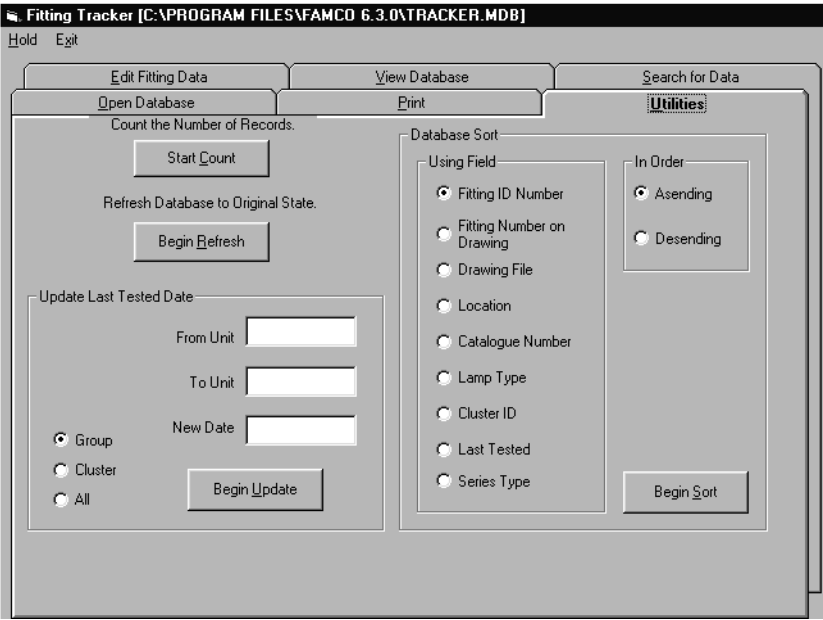 Fitting Tracker [C:\PROGRAM FILES\FAMCO 6.3.0\TRACKER.MDB]
Hold Exit
Edit Fitting Data View Database Search for Data
Open Database Print Utilities
Count the Number of Records.
Start Count
Refresh Database to Original State.
Begin Refresh
Update Last Tested Date
From Unit
To Unit
New Date
Group
Cluster
All
Begin Update
Database Sort
Using Field
Fitting ID Number
Fitting Number on
Drawing
Drawing File
Location
Catalogue Number
Lamp Type
Cluster ID
Last Tested
Series Type
In Order
Asending
Desending
Begin Sort